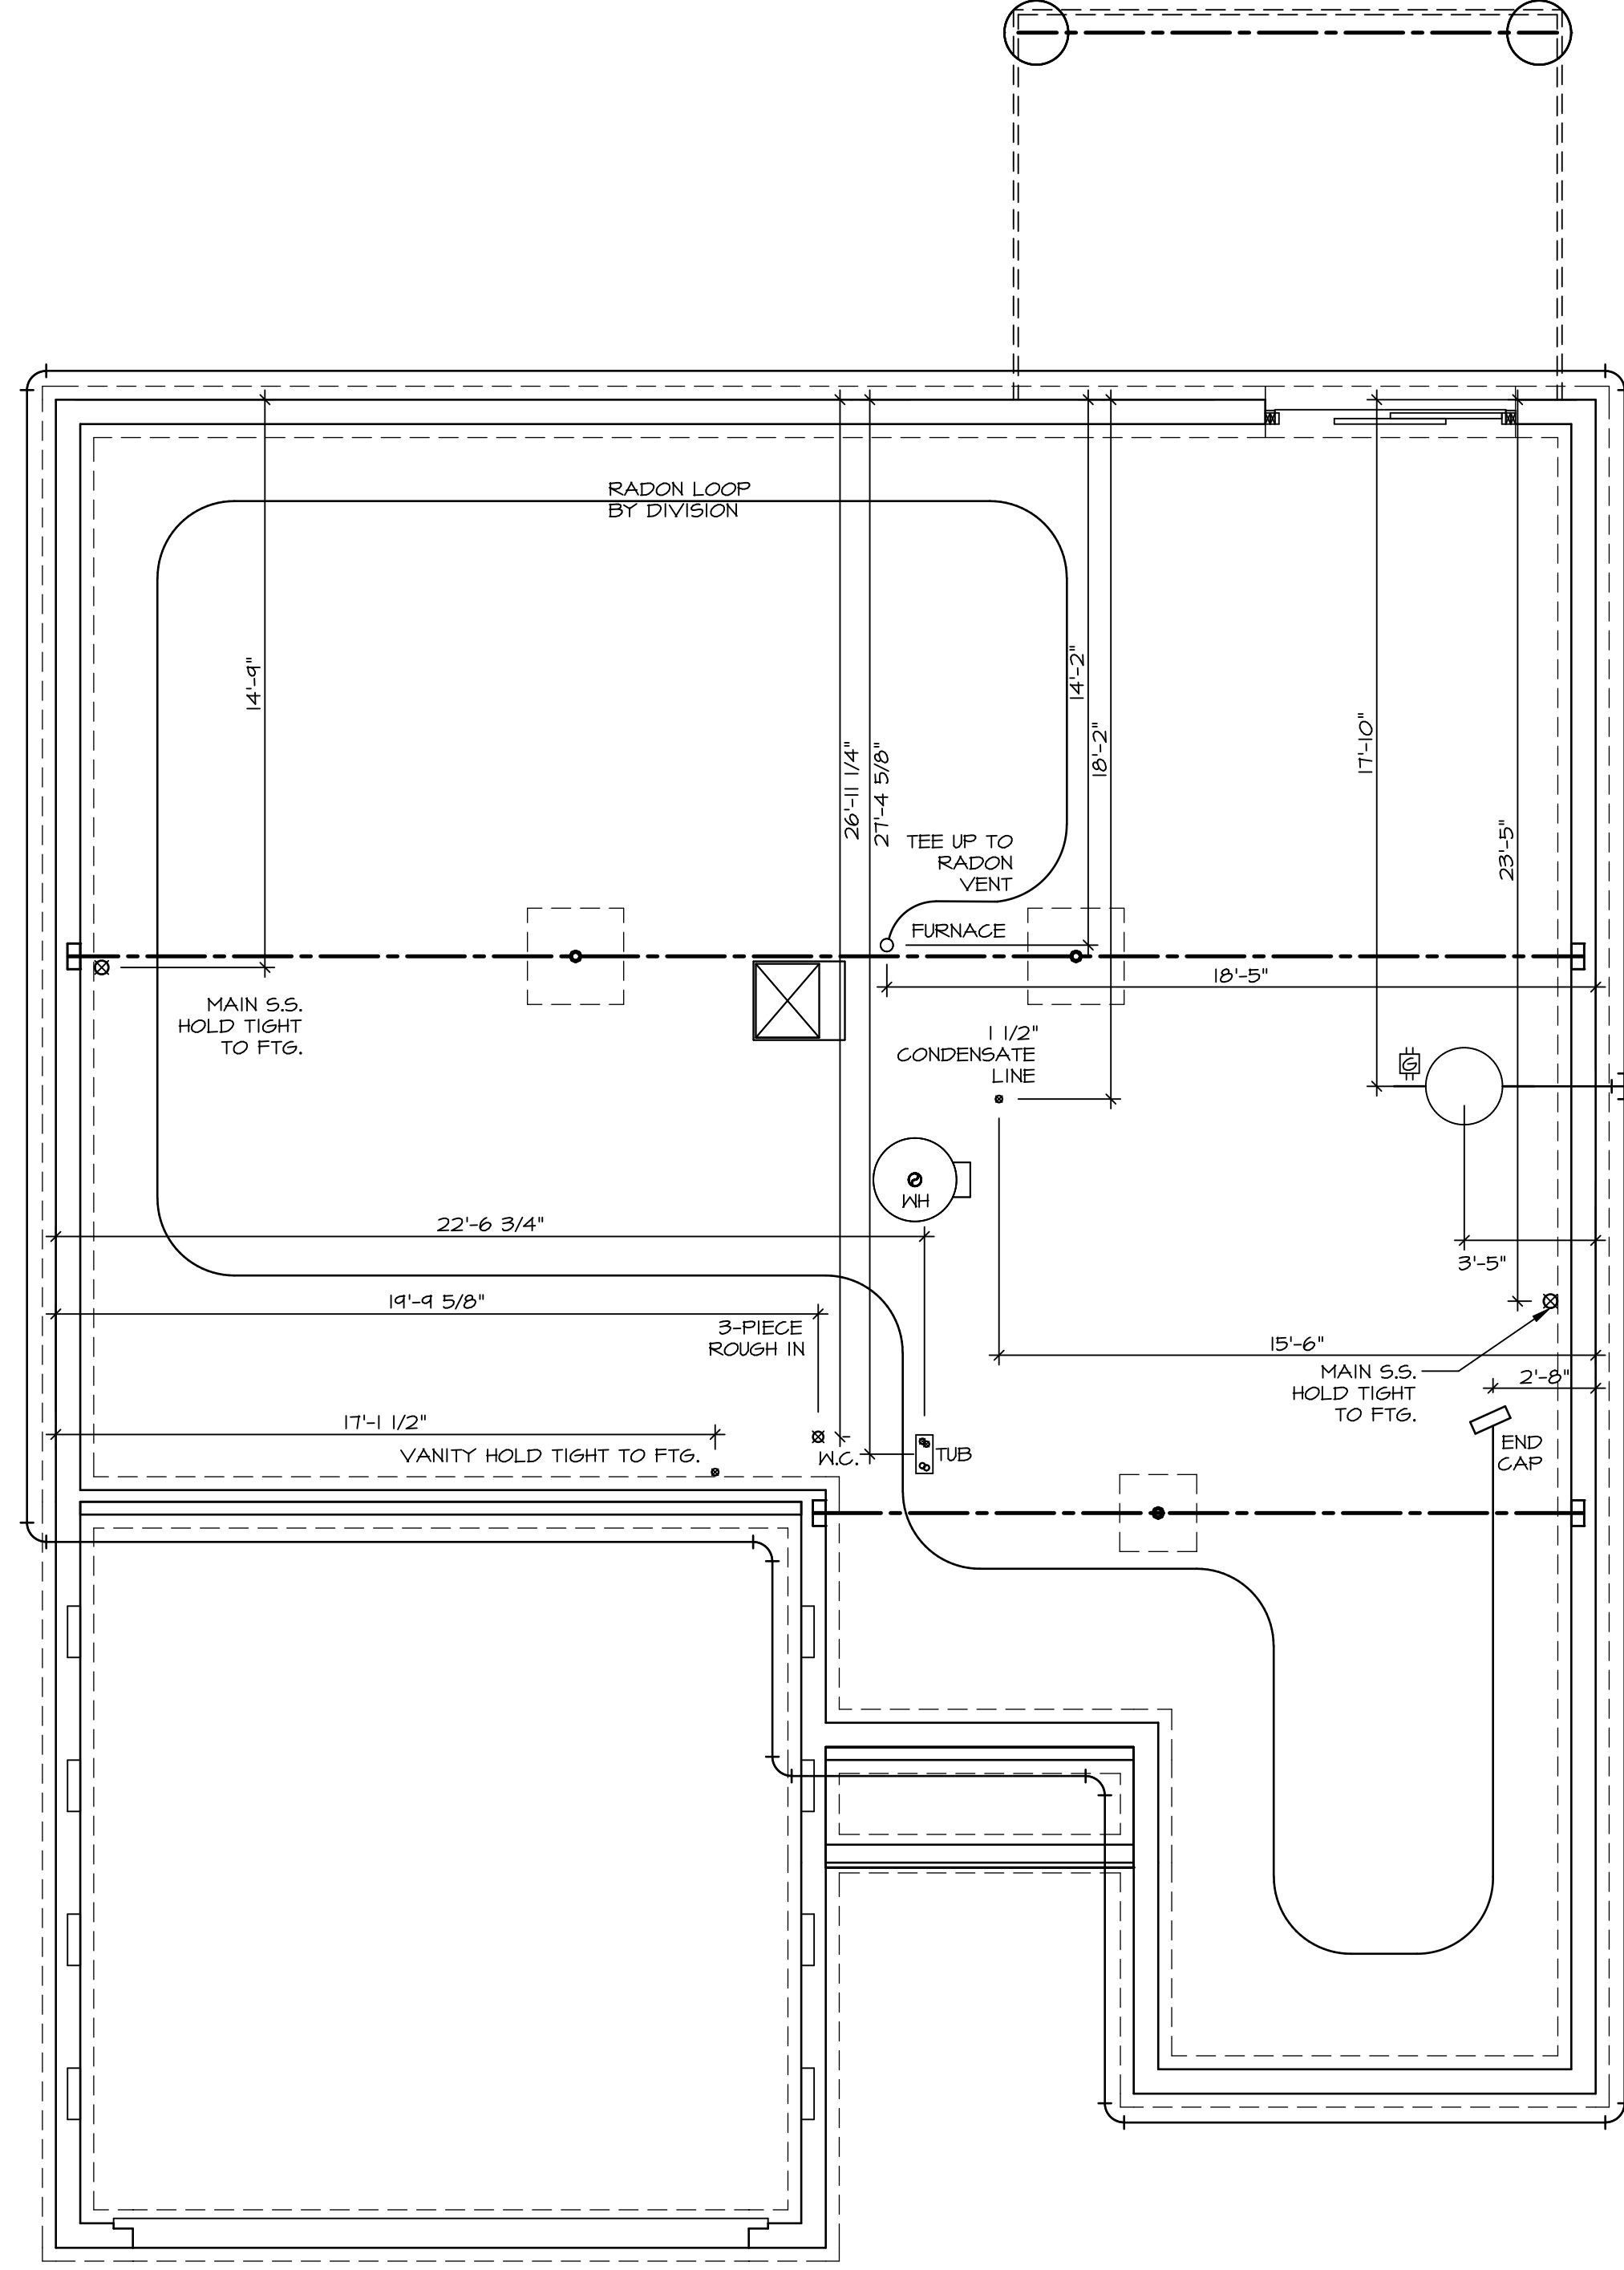 RADON LOOP
BY DIVISION
14'-9"
14'-2"
18'-2"
17'-10"
26'-11 1/4"
27'-4 5/8"
23'-5"
TEE UP TO
RADON
VENT
FURNACE
18'-5"
MAIN S.S.
HOLD TIGHT
TO FTG.
1 1/2"
CONDENSATE
LINE
G
WH
22'-6 3/4"
3'-5"
19'-9 5/8"
3-PIECE
ROUGH IN
15'-6"
MAIN S.S.
HOLD TIGHT
TO FTG.
2'-8"
17'-1 1/2"
VANITY HOLD TIGHT TO FTG.
W.C.
TUB
END
CAP